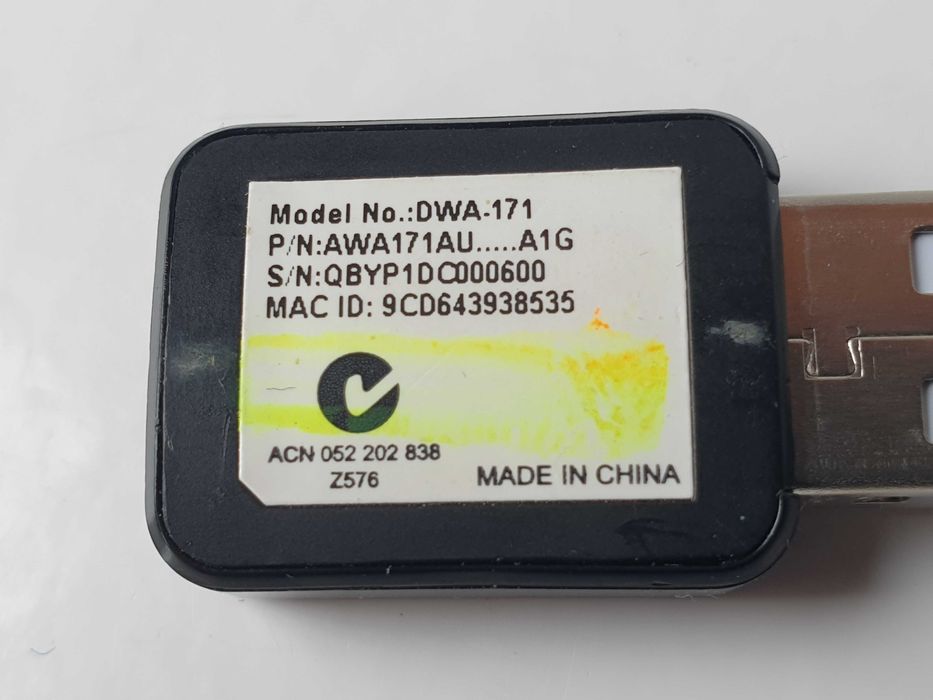 Model No.:DWA-171
P/N:AWA171AU.....A1G
S/N:QBYP1DC000600
MAC ID: 9CD643938535
ACN 052 202 838
Z576
MADE IN CHINA